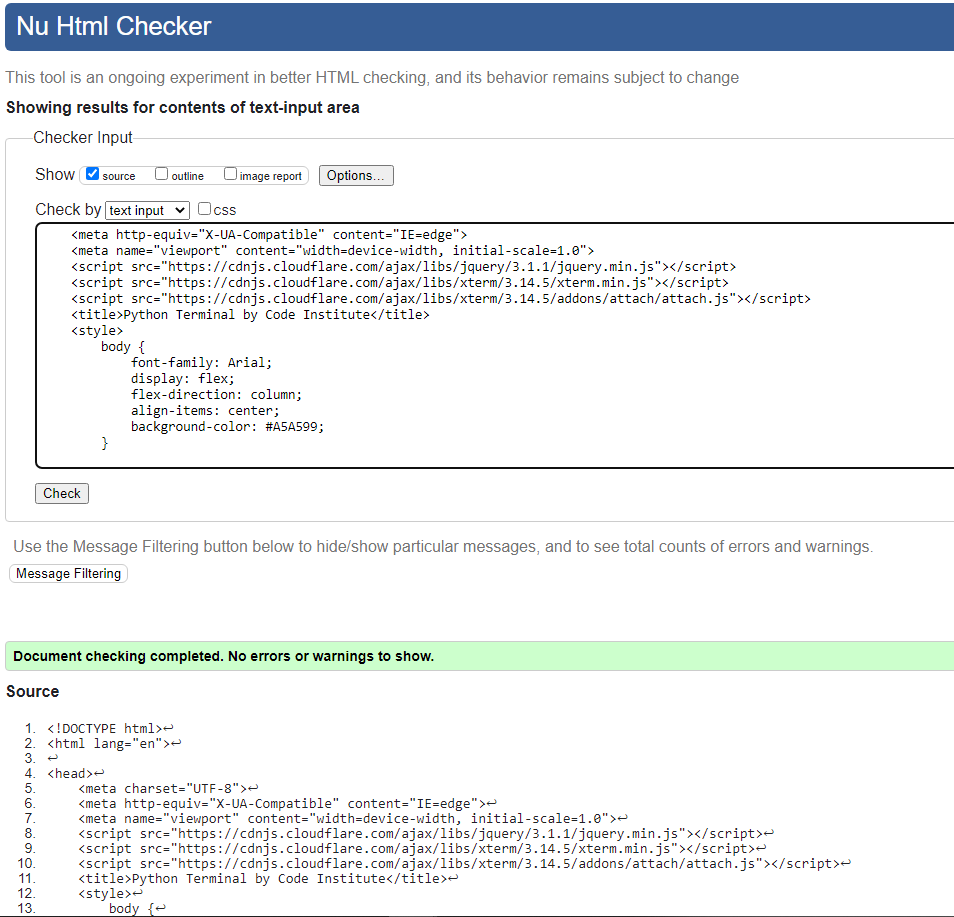 Nu Html Checker
This tool is an ongoing experiment in better HTML checking, and its behavior remains subject to change
Showing results for contents of text-input area
Checker Input
Show source outline image report Options...
Check by text input css
<meta http-equiv="X-UA-Compatible" content="IE=edge">
<meta name="viewport" content="width=device-width, initial-scale=1.0">
<script src="https://cdnjs.cloudflare.com/ajax/libs/jquery/3.1.1/jquery.min.js"></script>
<script src="https://cdnjs.cloudflare.com/ajax/libs/xterm/3.14.5/xterm.min.js"></script>
<script src="https://cdnjs.cloudflare.com/ajax/libs/xterm/3.14.5/addons/attach/attach.js"></script>
<title>Python Terminal by Code Institute</title>
<style>
body {
font-family: Arial;
display: flex;
flex-direction: column;
align-items: center;
background-color: #A5A599;
}
Check
Use the Message Filtering button below to hide/show particular messages, and to see total counts of errors and warnings.
Message Filtering
Document checking completed. No errors or warnings to show.
Source
1. <!DOCTYPE html>↩
2. <html lang="en">↩
3. ↩
4. <head>↩
5. <meta charset="UTF-8">↩
6. <meta http-equiv="X-UA-Compatible" content="IE=edge">↩
7. <meta name="viewport" content="width=device-width, initial-scale=1.0">↩
8. <script src="https://cdnjs.cloudflare.com/ajax/libs/jquery/3.1.1/jquery.min.js"></script>↩
9. <script src="https://cdnjs.cloudflare.com/ajax/libs/xterm/3.14.5/xterm.min.js"></script>↩
10. <script src="https://cdnjs.cloudflare.com/ajax/libs/xterm/3.14.5/addons/attach/attach.js"></script>↩
11. <title>Python Terminal by Code Institute</title>↩
12. <style>↩
13. body {↩